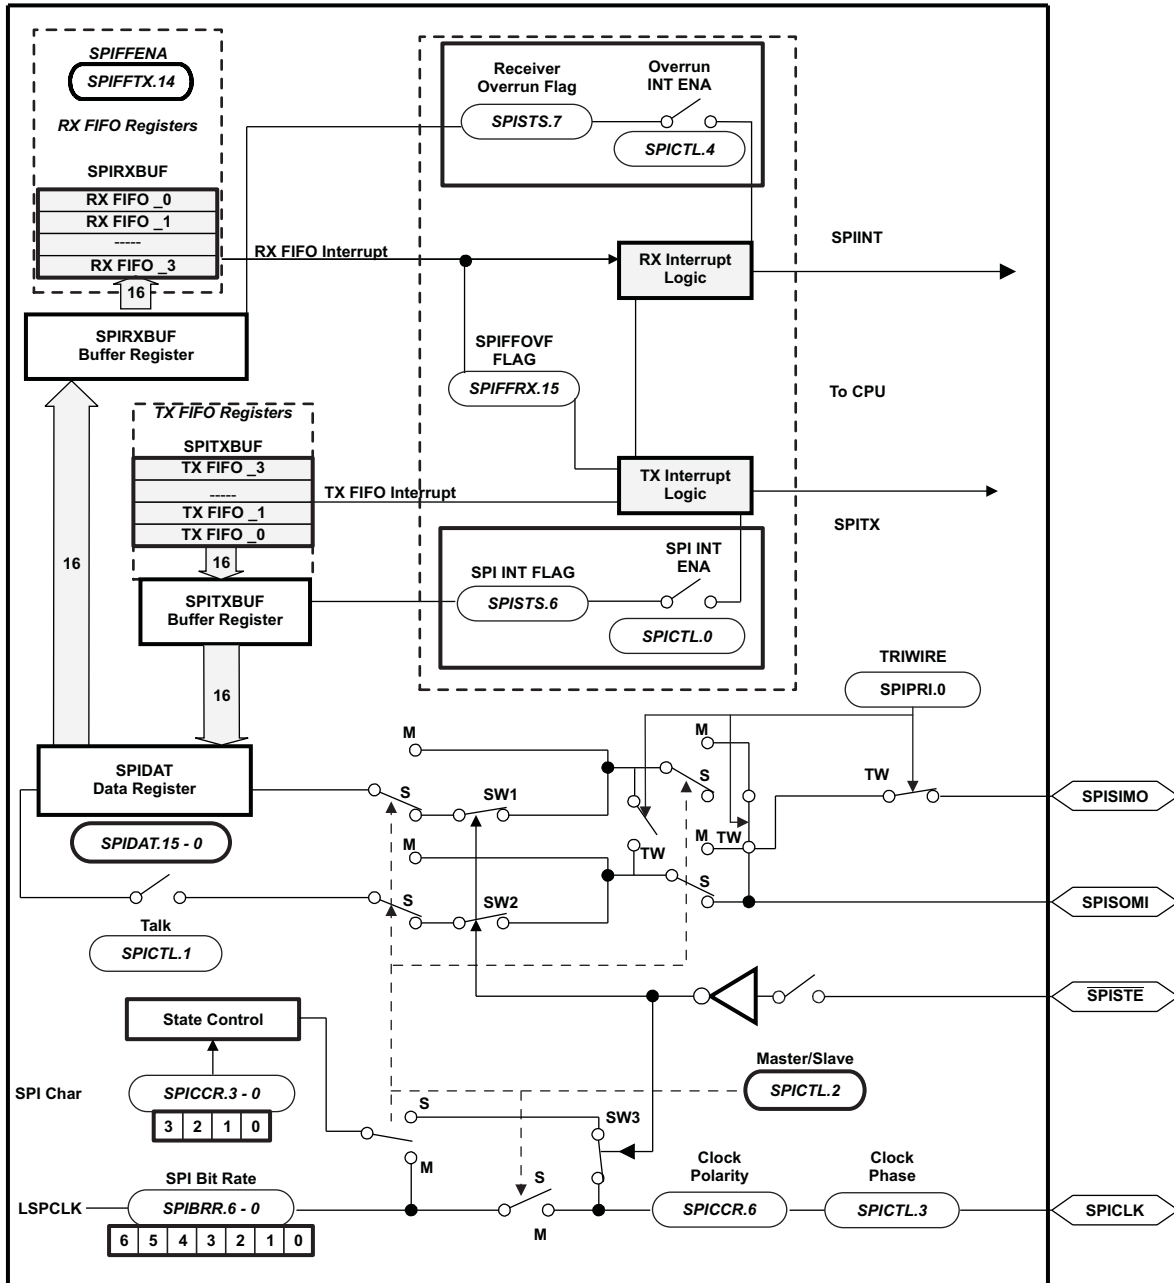 SPIFFENA
SPIFFTX.14
RX FIFO Registers
SPIRXBUF
RX FIFO _0
RX FIFO _1
-----
RX FIFO _3
16
SPIRXBUF
Buffer Register
RX FIFO Interrupt
Receiver
Overrun Flag
SPISTS.7
Overrun
INT ENA
SPICTL.4
RX Interrupt
Logic
SPIINT
SPIFFOVF
FLAG
SPIFFRX.15
To CPU
TX FIFO Registers
SPITXBUF
TX FIFO _3
-----
TX FIFO _1
TX FIFO _0
16
TX FIFO Interrupt
TX Interrupt
Logic
SPITX
16
SPITXBUF
Buffer Register
SPI INT FLAG
SPISTS.6
SPI INT
ENA
SPICTL.0
16
TRIWIRE
SPIPRI.0
SPIDAT
Data Register
SPIDAT.15 - 0
M
S
SW1
M
S
SW2
TW
M
S
M
TW
S
TW
SPISIMO
SPISOMI
Talk
SPICTL.1
SPISTE
State Control
SPI Char
SPICCR.3 - 0
3 2 1 0
Master/Slave
SPICTL.2
S
M
SW3
SPI Bit Rate
LSPCLK
SPIBRR.6 - 0
6 5 4 3 2 1 0
S
M
Clock
Polarity
SPICCR.6
Clock
Phase
SPICTL.3
SPICLK